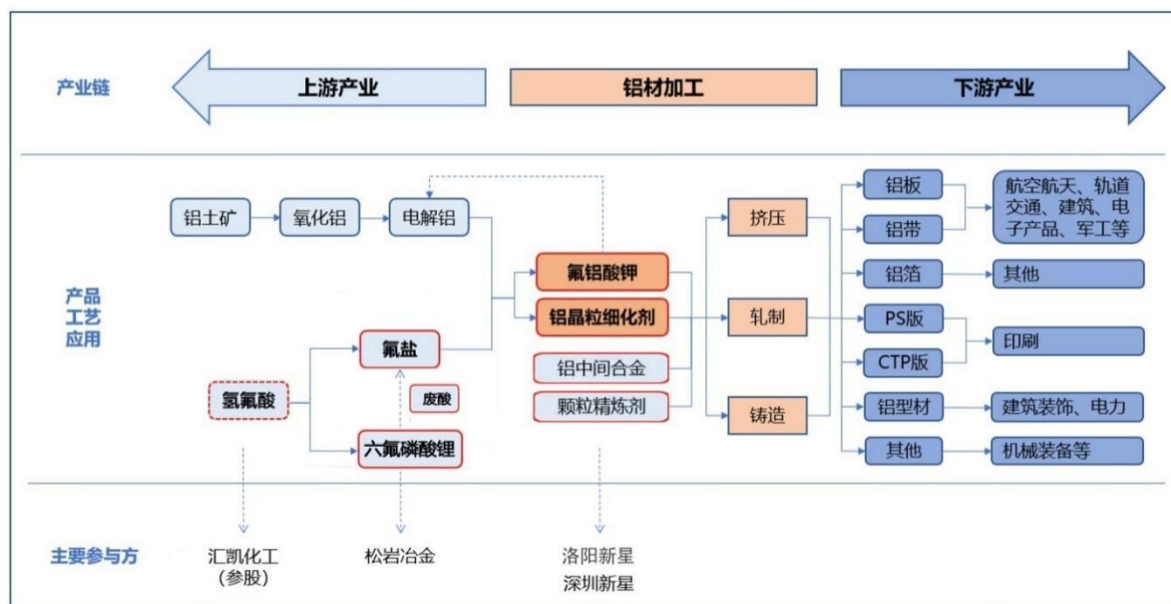 产业链
上游产业
铝材加工
下游产业
产品
工艺
应用
铝土矿
氧化铝
电解铝
氟盐
氢氟酸
废酸
六氟磷酸锂
氟铝酸钾
铝晶粒细化剂
铝中间合金
颗粒精炼剂
挤压
轧制
铸造
铝板
铝带
铝箔
PS版
CTP版
铝型材
其他
航空航天、轨道
交通、建筑、电
子产品、军工等
其他
印刷
建筑装饰、电力
机械装备等
主要参与方
汇凯化工
（参股）
松岩冶金
洛阳新星
深圳新星